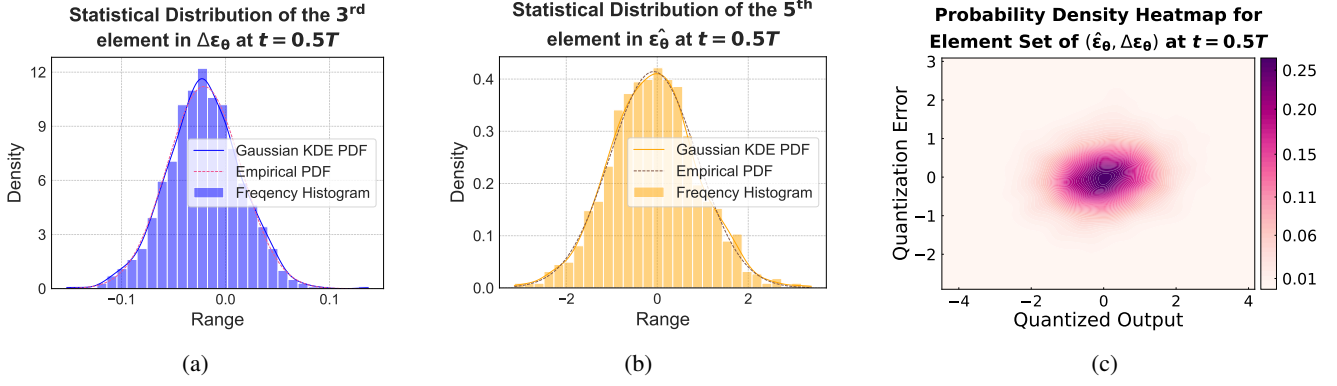 Statistical Distribution of the 3ʳᵈ
element in Δεθ at t = 0.5T
12
9
6
3
0
Density
Gaussian KDE PDF
Empirical PDF
Freqency Histogram
−0.1
0.0
0.1
Range
(a)
Statistical Distribution of the 5ᵗʰ
element in ε̂θ at t = 0.5T
0.4
0.3
0.2
0.1
0.0
Density
Gaussian KDE PDF
Empirical PDF
Freqency Histogram
−2
0
2
Range
(b)
Probability Density Heatmap for
Element Set of (ε̂θ, Δεθ) at t = 0.5T
3
2
1
0
−1
−2
Quantization Error
−4
−2
0
2
4
Quantized Output
0.25
0.20
0.15
0.11
0.06
0.01
(c)